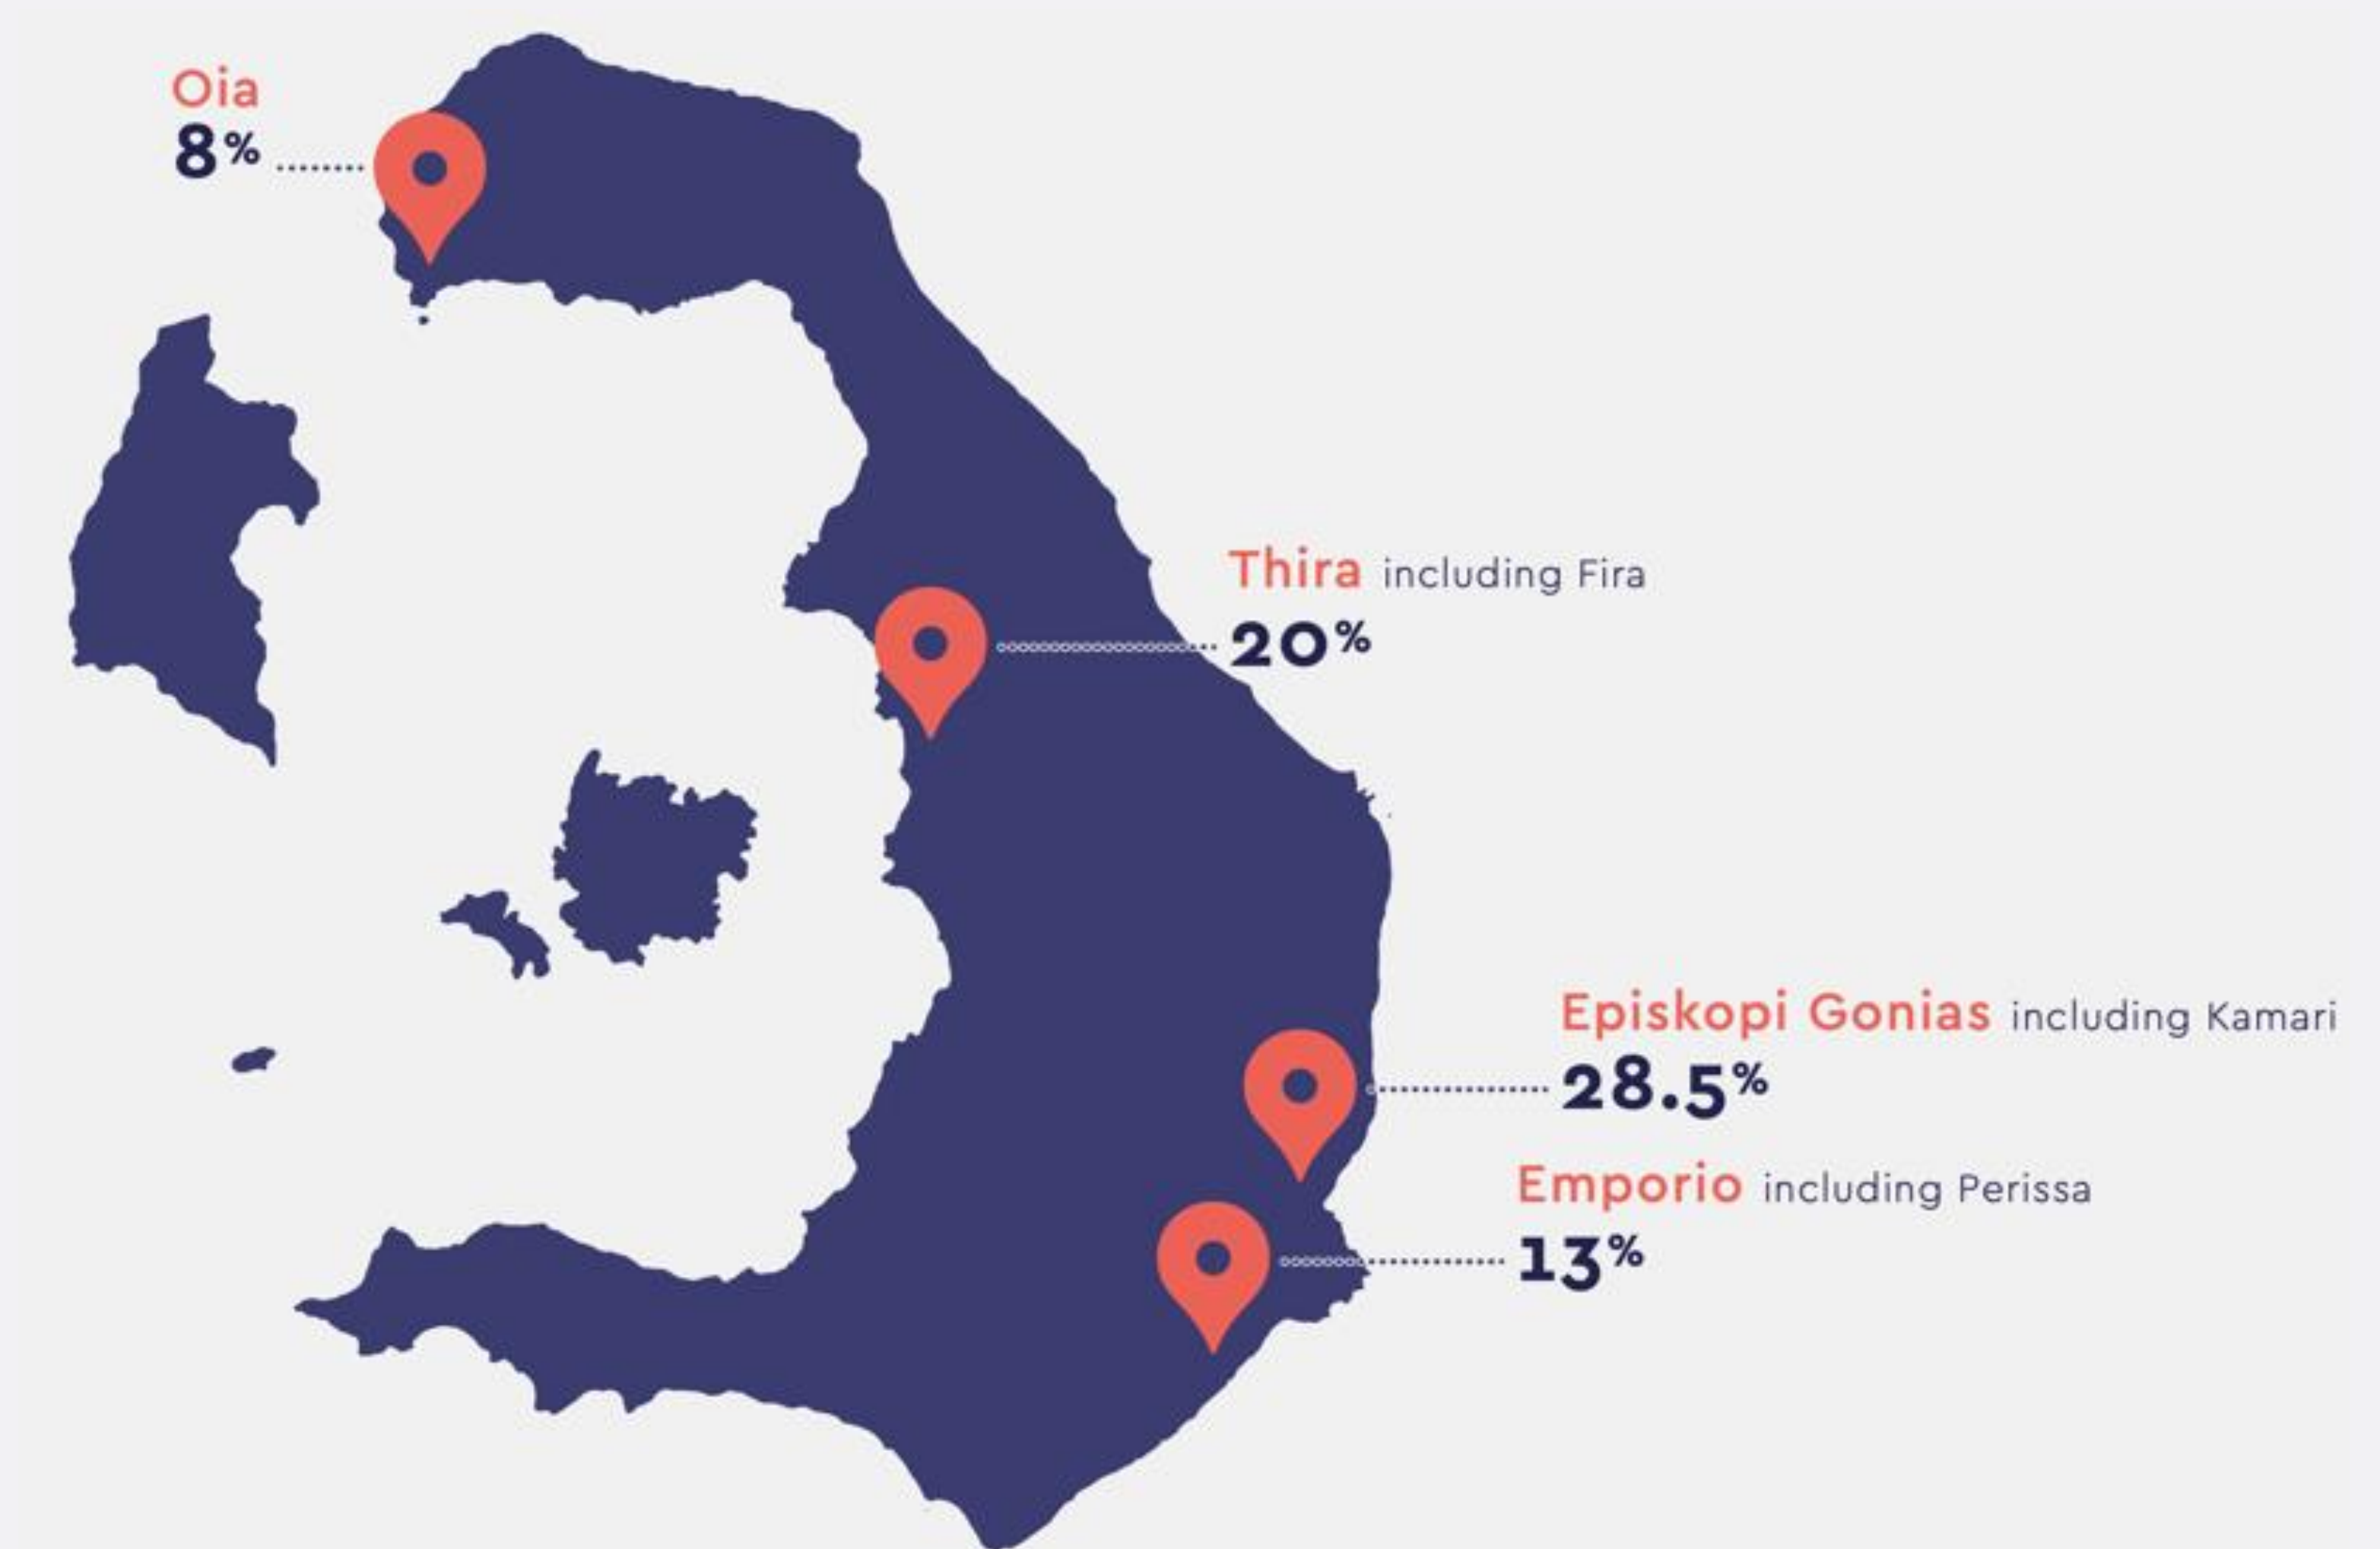 Oia
8%
Thira including Fira
20%
Episkopi Gonias including Kamari
28.5%
Emporio including Perissa
13%